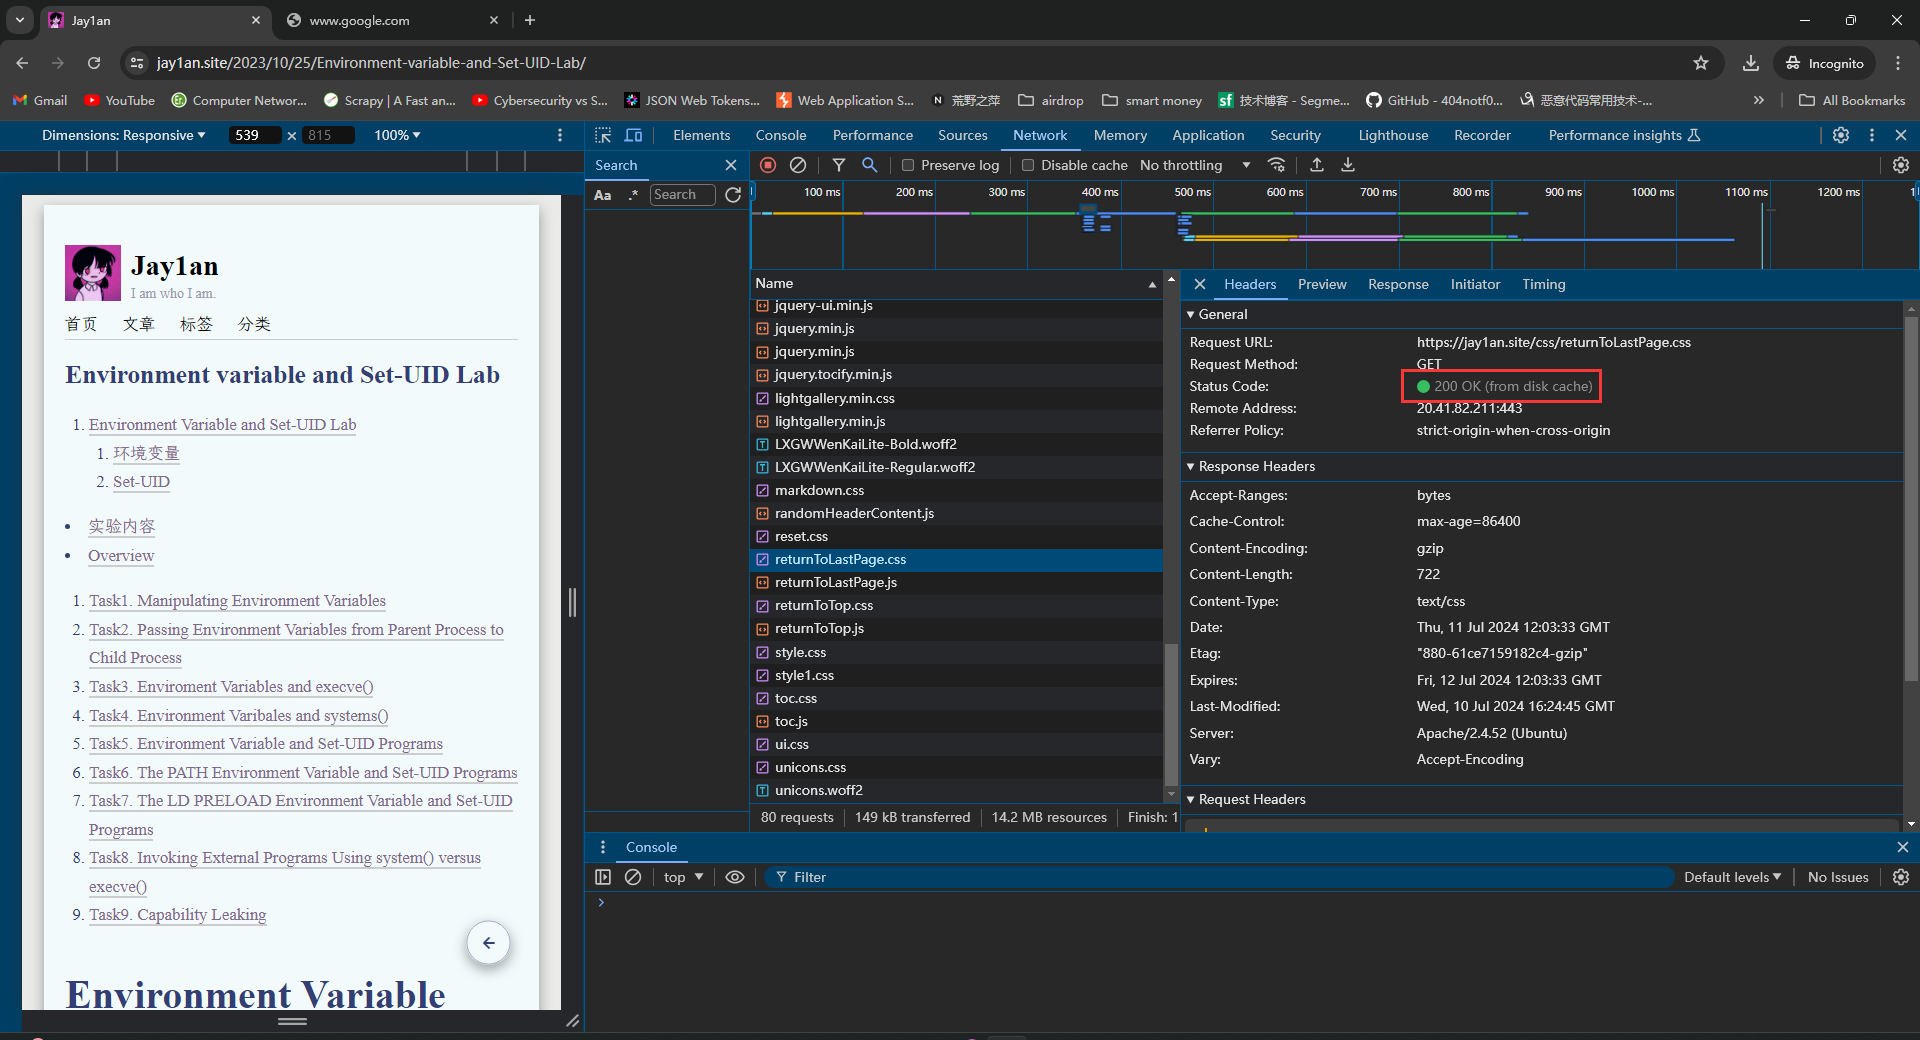 Jay1an
www.google.com
jay1an.site/2023/10/25/Environment-variable-and-Set-UID-Lab/
Incognito
Gmail
YouTube
Computer Networ...
Scrapy | A Fast an...
Cybersecurity vs S...
JSON Web Tokens...
Web Application S...
荒野之萍
airdrop
smart money
技术博客 - Segme...
GitHub - 404notf0...
恶意代码常用技术-...
All Bookmarks
Dimensions: Responsive
539 × 815
100%
Elements
Console
Performance
Sources
Network
Memory
Application
Security
Lighthouse
Recorder
Performance insights
Search
Preserve log
Disable cache
No throttling
Aa
.*
Search
100 ms
200 ms
300 ms
400 ms
500 ms
600 ms
700 ms
800 ms
900 ms
1000 ms
1100 ms
1200 ms
Jay1an
I am who I am.
首页 文章 标签 分类
Environment variable and Set-UID Lab
1. Environment Variable and Set-UID Lab
1. 环境变量
2. Set-UID
• 实验内容
• Overview
1. Task1. Manipulating Environment Variables
2. Task2. Passing Environment Variables from Parent Process to
Child Process
3. Task3. Enviroment Variables and execve()
4. Task4. Environment Varibales and systems()
5. Task5. Environment Variable and Set-UID Programs
6. Task6. The PATH Environment Variable and Set-UID Programs
7. Task7. The LD PRELOAD Environment Variable and Set-UID
Programs
8. Task8. Invoking External Programs Using system() versus
execve()
9. Task9. Capability Leaking
Environment Variable
Name
jquery-ui.min.js
jquery.min.js
jquery.min.js
jquery.tocify.min.js
lightgallery.min.css
lightgallery.min.js
LXGWWenKaiLite-Bold.woff2
LXGWWenKaiLite-Regular.woff2
markdown.css
randomHeaderContent.js
reset.css
returnToLastPage.css
returnToLastPage.js
returnToTop.css
returnToTop.js
style.css
style1.css
toc.css
toc.js
ui.css
unicons.css
unicons.woff2
80 requests
149 kB transferred
14.2 MB resources
Finish: 1
Headers
Preview
Response
Initiator
Timing
General
Request URL: https://jay1an.site/css/returnToLastPage.css
Request Method: GET
Status Code: 200 OK (from disk cache)
Remote Address: 20.41.82.211:443
Referrer Policy: strict-origin-when-cross-origin
Response Headers
Accept-Ranges: bytes
Cache-Control: max-age=86400
Content-Encoding: gzip
Content-Length: 722
Content-Type: text/css
Date: Thu, 11 Jul 2024 12:03:33 GMT
Etag: "880-61ce7159182c4-gzip"
Expires: Fri, 12 Jul 2024 12:03:33 GMT
Last-Modified: Wed, 10 Jul 2024 16:24:45 GMT
Server: Apache/2.4.52 (Ubuntu)
Vary: Accept-Encoding
Request Headers
Console
top
Filter
Default levels
No Issues